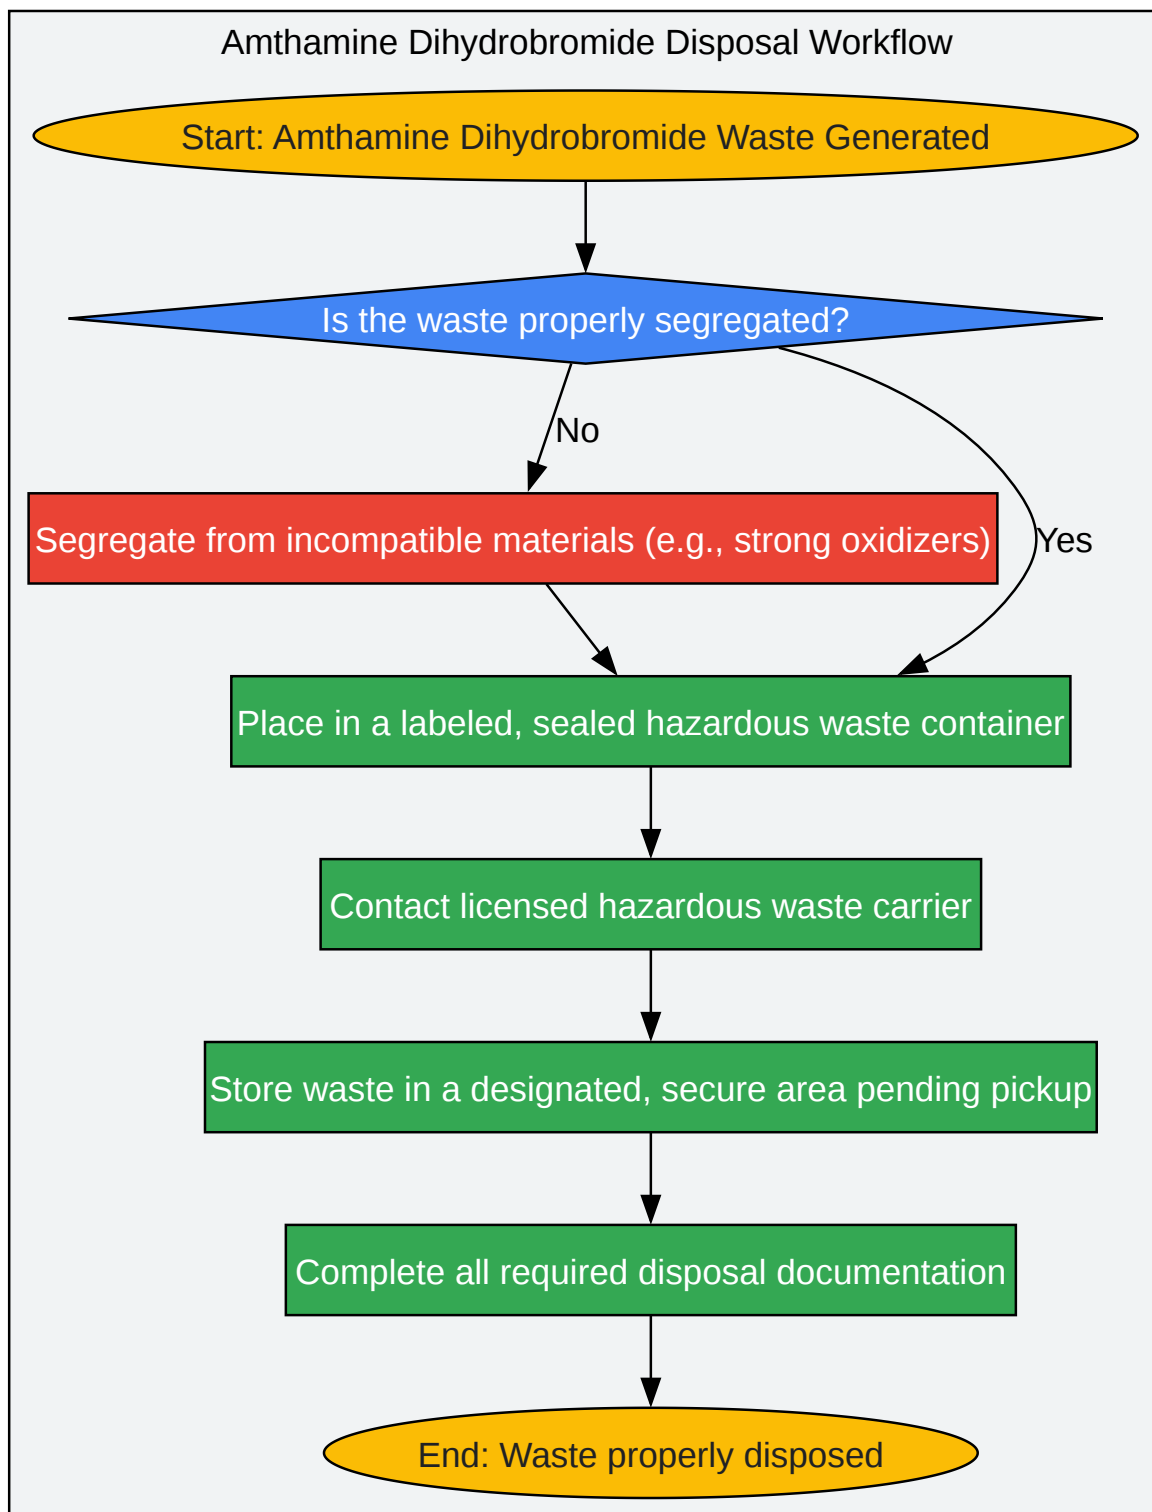 Amthamine Dihydrobromide Disposal Workflow
Start: Amthamine Dihydrobromide Waste Generated
Is the waste properly segregated?
No
Segregate from incompatible materials (e.g., strong oxidizers)
Yes
Place in a labeled, sealed hazardous waste container
Contact licensed hazardous waste carrier
Store waste in a designated, secure area pending pickup
Complete all required disposal documentation
End: Waste properly disposed